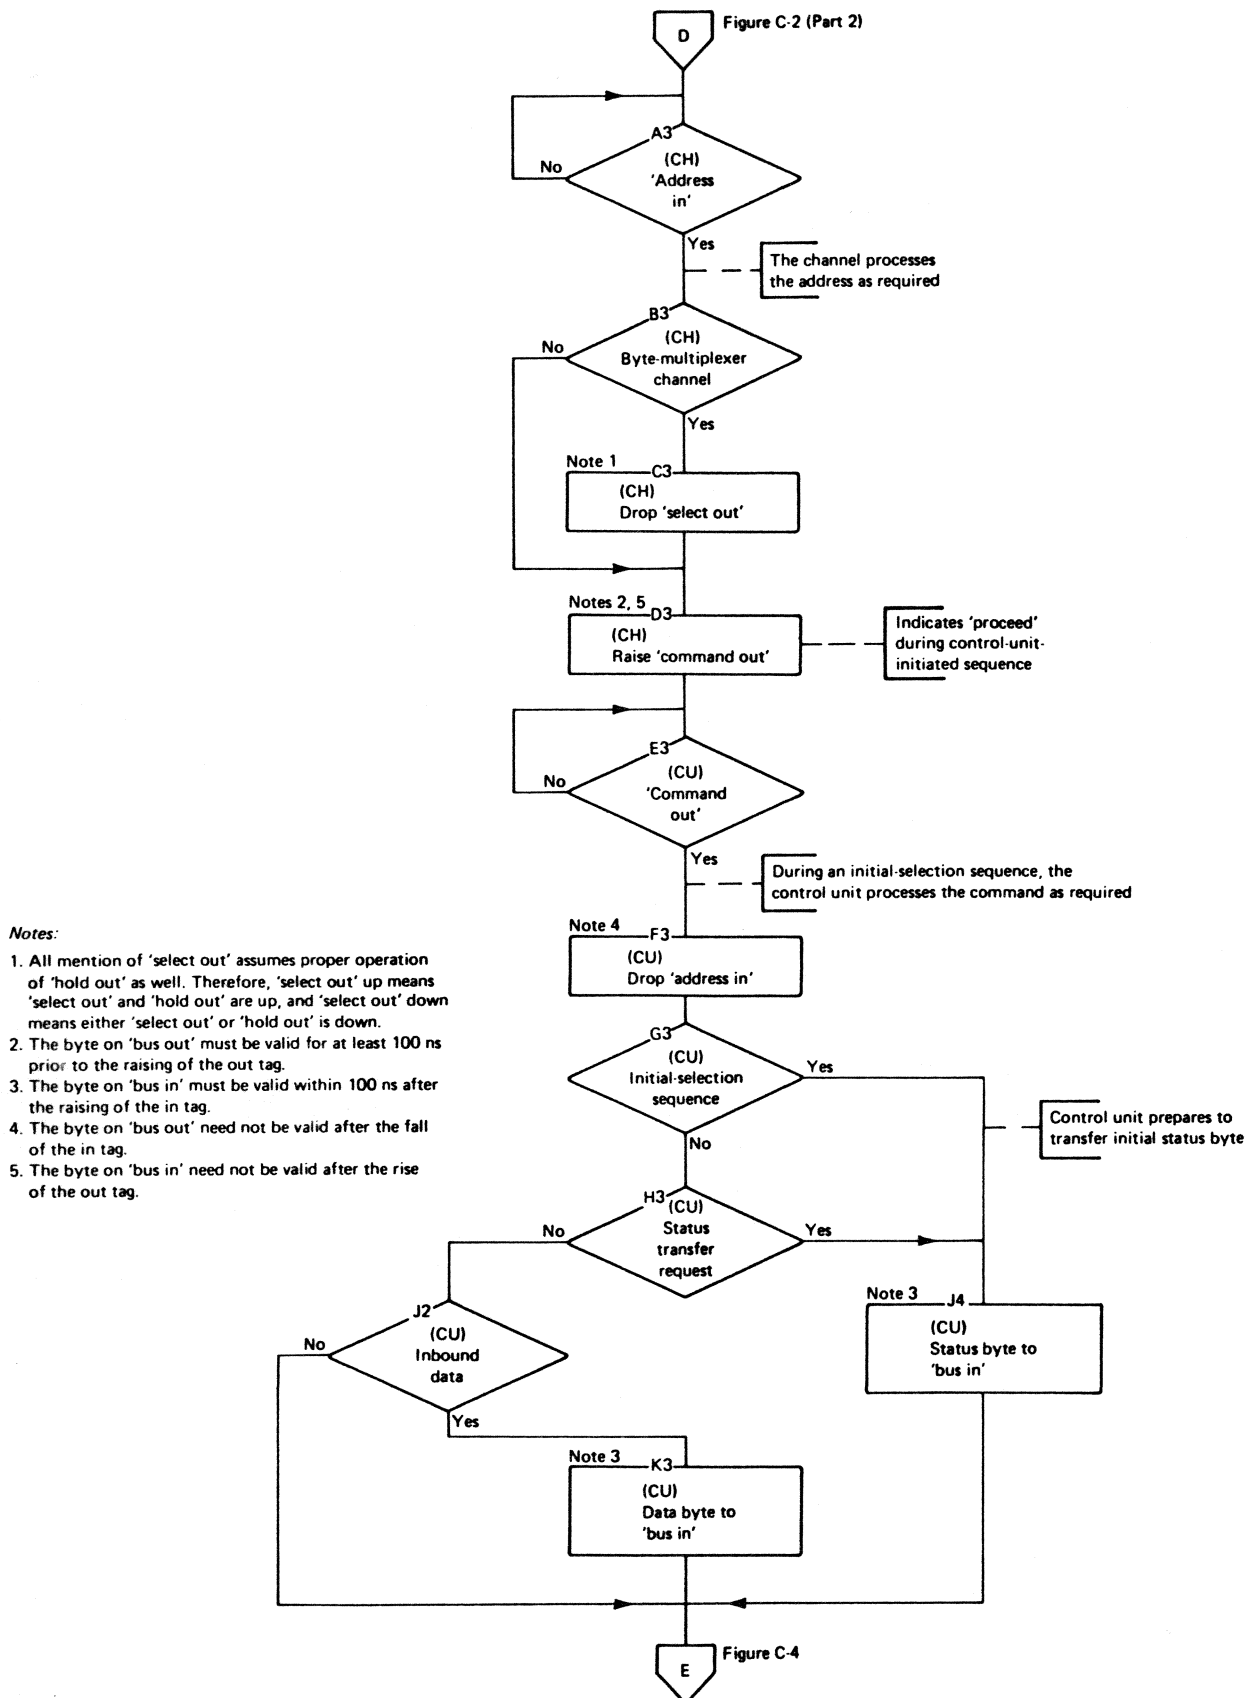 Figure C-2 (Part 2)
D
A3
(CH)
'Address
in'
No
Yes
The channel processes
the address as required
B3
(CH)
Byte-multiplexer
channel
No
Yes
Note 1
C3
(CH)
Drop 'select out'
Notes 2, 5
D3
(CH)
Raise 'command out'
Indicates 'proceed'
during control-unit-
initiated sequence
E3
(CU)
'Command
out'
No
Yes
During an initial-selection sequence, the
control unit processes the command as required
Note 4
F3
(CU)
Drop 'address in'
G3
(CU)
Initial-selection
sequence
Yes
No
Control unit prepares to
transfer initial status byte
Notes:
1. All mention of 'select out' assumes proper operation
of 'hold out' as well. Therefore, 'select out' up means
'select out' and 'hold out' are up, and 'select out' down
means either 'select out' or 'hold out' is down.
2. The byte on 'bus out' must be valid for at least 100 ns
prior to the raising of the out tag.
3. The byte on 'bus in' must be valid within 100 ns after
the raising of the in tag.
4. The byte on 'bus out' need not be valid after the fall
of the in tag.
5. The byte on 'bus in' need not be valid after the rise
of the out tag.
H3
(CU)
Status
transfer
request
No
Yes
J2
(CU)
Inbound
data
No
Yes
Note 3
J4
(CU)
Status byte to
'bus in'
Note 3
K3
(CU)
Data byte to
'bus in'
Figure C-4
E